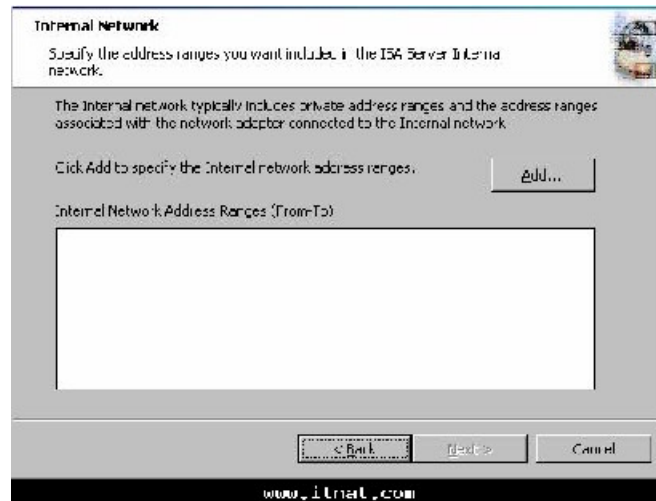 Internal Network
Specify the address ranges you want included in the ISA Server Internal
network.
The Internal network typically includes private address ranges and the address ranges
associated with the network adapter connected to the Internal network
Click Add to specify the Internal network address ranges.
Add...
Internal Network Address Ranges (From-To)
< Back
Next >
Cancel
www.itnat.com